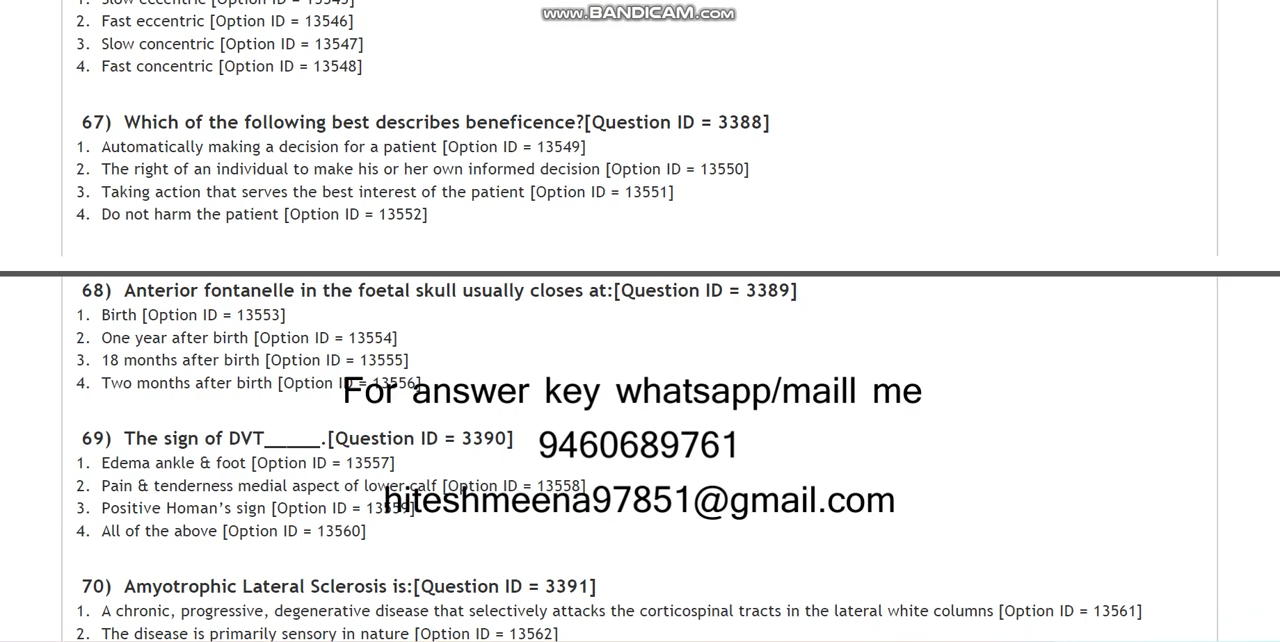 1. Slow eccentric [Option ID = 13545]
www.BANDICAM.com
2. Fast eccentric [Option ID = 13546]
3. Slow concentric [Option ID = 13547]
4. Fast concentric [Option ID = 13548]
67) Which of the following best describes beneficence?[Question ID = 3388]
1. Automatically making a decision for a patient [Option ID = 13549]
2. The right of an individual to make his or her own informed decision [Option ID = 13550]
3. Taking action that serves the best interest of the patient [Option ID = 13551]
4. Do not harm the patient [Option ID = 13552]
68) Anterior fontanelle in the foetal skull usually closes at:[Question ID = 3389]
1. Birth [Option ID = 13553]
2. One year after birth [Option ID = 13554]
3. 18 months after birth [Option ID = 13555]
4. Two months after birth [Option ID = 13556]
For answer key whatsapp/maill me
69) The sign of DVT_____.[Question ID = 3390]
9460689761
1. Edema ankle & foot [Option ID = 13557]
2. Pain & tenderness medial aspect of lower calf [Option ID = 13558]
hiteshmeena97851@gmail.com
3. Positive Homan's sign [Option ID = 13559]
4. All of the above [Option ID = 13560]
70) Amyotrophic Lateral Sclerosis is:[Question ID = 3391]
1. A chronic, progressive, degenerative disease that selectively attacks the corticospinal tracts in the lateral white columns [Option ID = 13561]
2. The disease is primarily sensory in nature [Option ID = 13562]